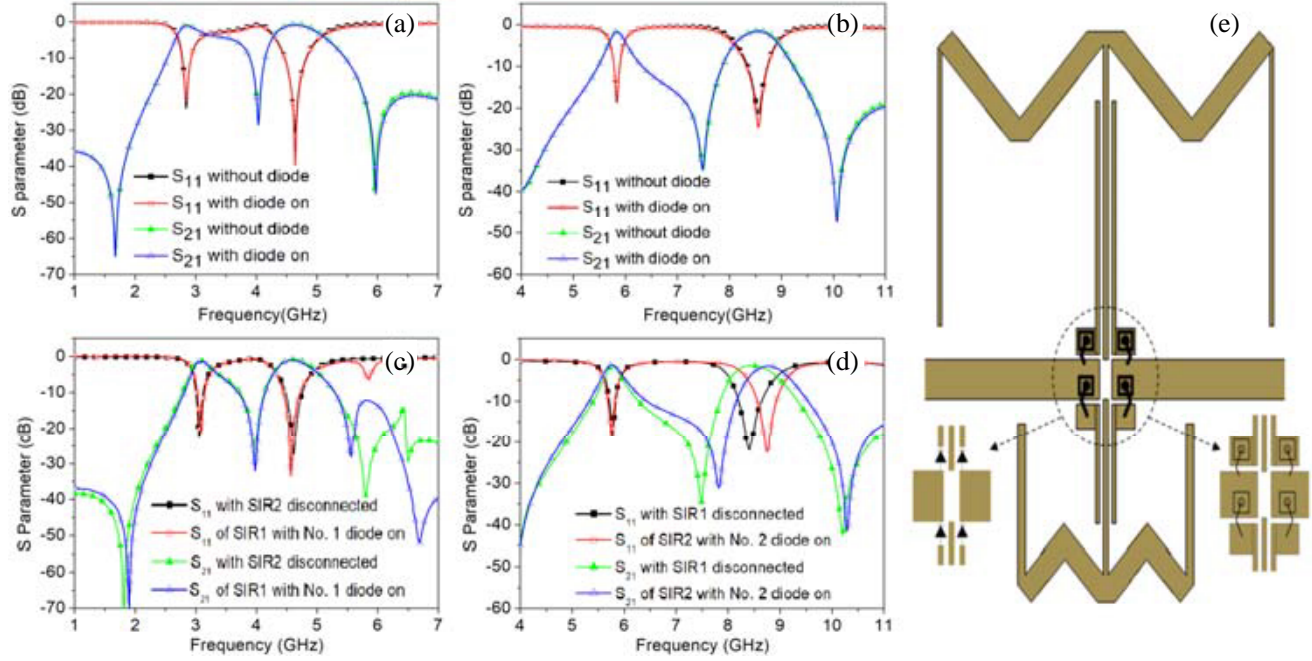 (a)
S parameter (dB)
0
-10
-20
-30
-40
-50
-60
-70
S11 without diode
S11 with diode on
S21 without diode
S21 with diode on
1 2 3 4 5 6 7
Frequency(GHz)
(b)
S parameter (dB)
0
-10
-20
-30
-40
-50
-60
S11 without diode
S11 with diode on
S21 without diode
S21 with diode on
4 5 6 7 8 9 10 11
Frequency(GHz)
(c)
S Parameter (cB)
0
-10
-20
-30
-40
-50
-60
-70
S11 with SIR2 disconnected
S11 of SIR1 with No. 1 diode on
S21 with SIR2 disconnected
S21 of SIR1 with No. 1 diode on
1 2 3 4 5 6 7
Frequency (GHz)
(d)
S Parameter (dB)
0
-10
-20
-30
-40
-50
-60
S11 with SIR1 disconnected
S11 of SIR2 with No. 2 diode on
S21 with SIR1 disconnected
S21 of SIR2 with No. 2 diode on
4 5 6 7 8 9 10 11
Frequency (GHz)
(e)